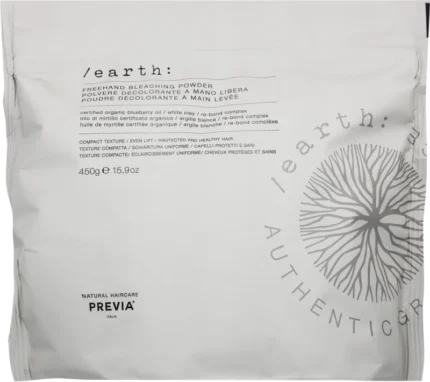 /earth:
FREEHAND BLEACHING POWDER
POLVERE DECOLORANTE A MANO LIBERA
POUDRE DÉCOLORANTE À MAIN LEVÉE
certified organic blueberry oil / white clay / re-bond complex
olio di mirtillo certificato organico / argilla bianca / re-bond complex
huile de myrtille certifiée organique / argile blanche / re-bond complexe
COMPACT TEXTURE / EVEN LIFT / PROTECTED AND HEALTHY HAIR
TEXTURE COMPATTA / SCHIARITURA UNIFORME / CAPELLI PROTETTI E SANI
TEXTURE COMPACTE/ ÉCLAIRCISSEMENT UNIFORME/ CHEVEUX PROTÉGÉS ET SAINS
450g e 15,9oz
/earth:
AUTHENTICGR
NATURAL HAIRCARE
PREVIA
ITALIA